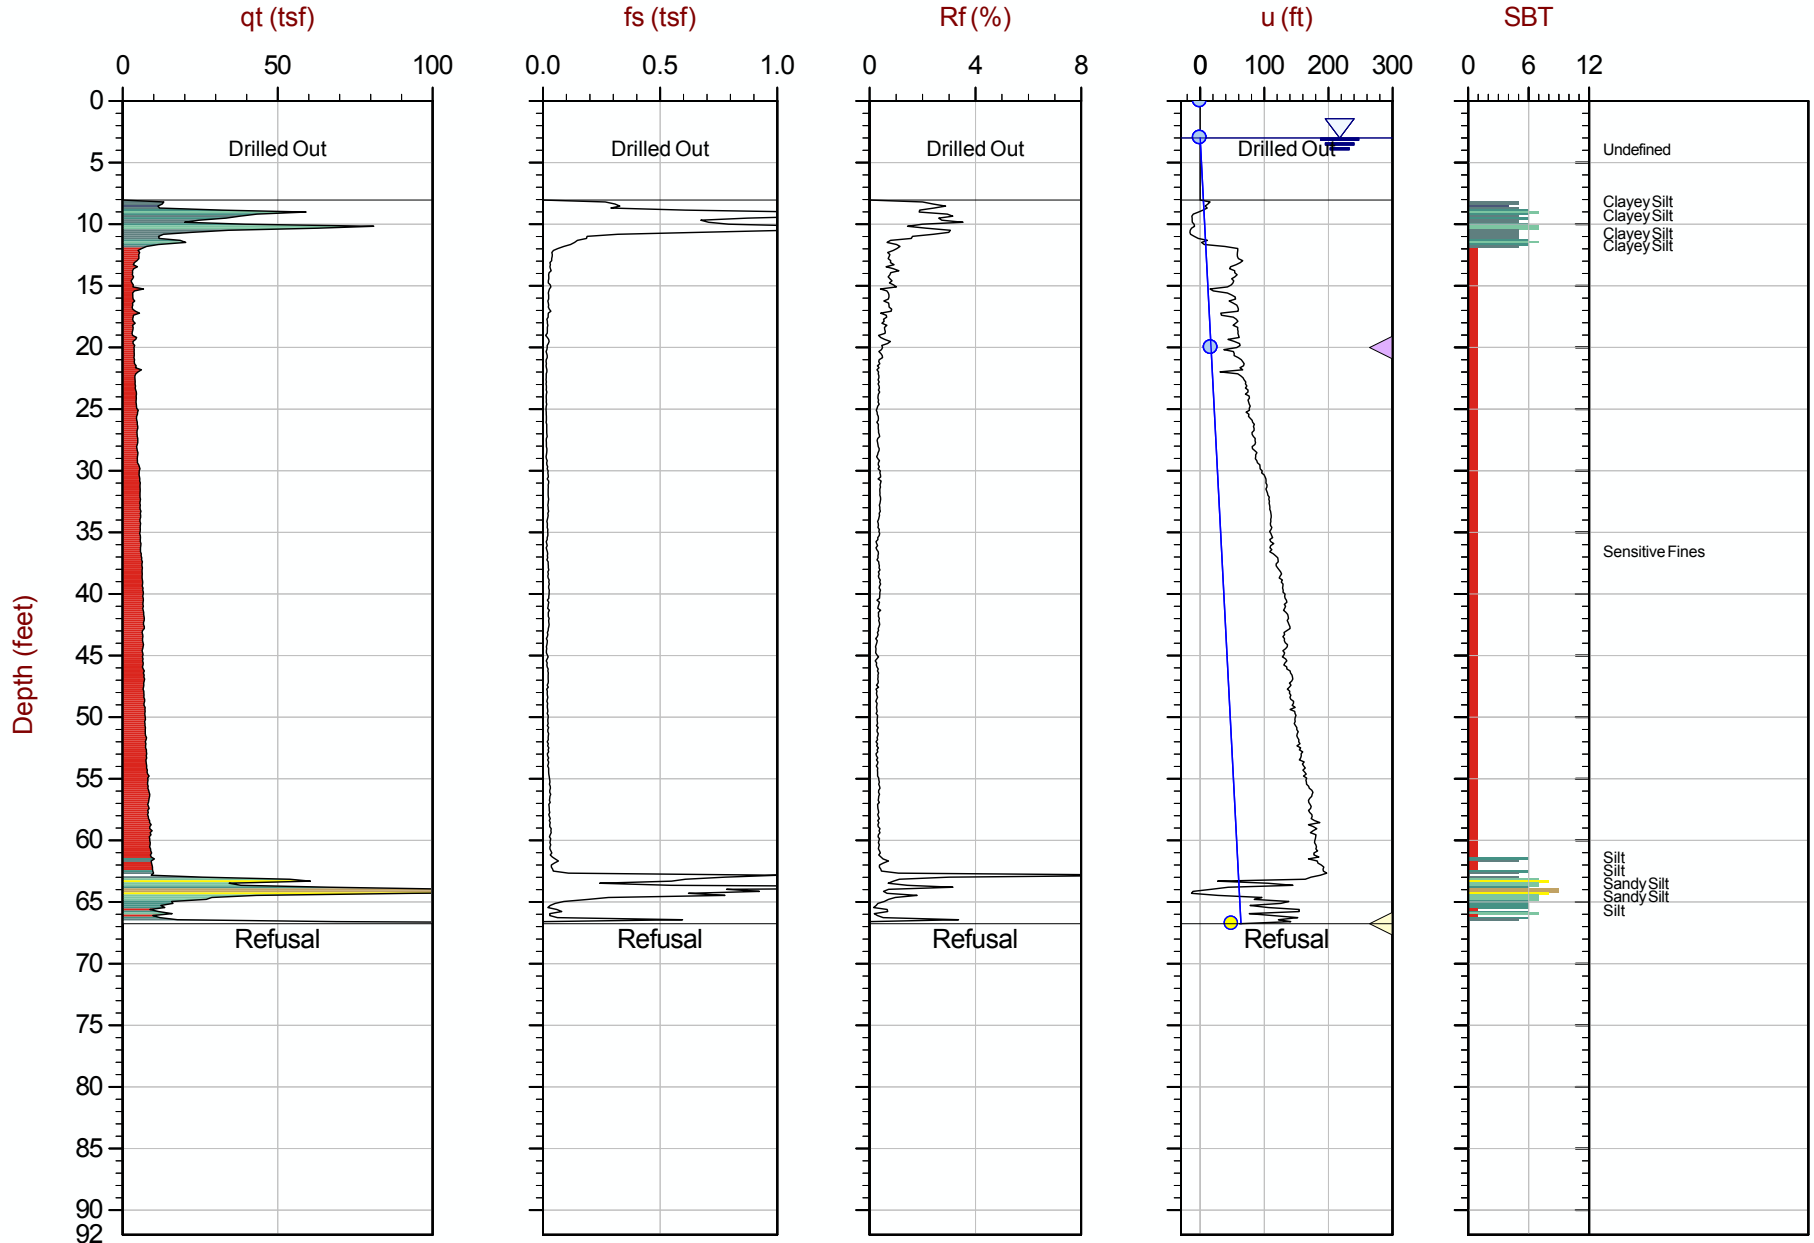 qt (tsf) fs (tsf) Rf (%) u (ft) SBT
0 50 100 0.0 0.5 1.0 0 4 8 0 100 200 300 0 6 12
0
Drilled Out Drilled Out Drilled Out Drilled Out Undefined
5
Clayey Silt
Clayey Silt
10
Clayey Silt
Clayey Silt
15
20
25
30
35
Sensitive Fines
40
45
Depth (feet)
50
55
60
Silt
Silt
Sandy Silt
65
Sandy Silt
Silt
Refusal Refusal Refusal Refusal
70
75
80
85
90
92